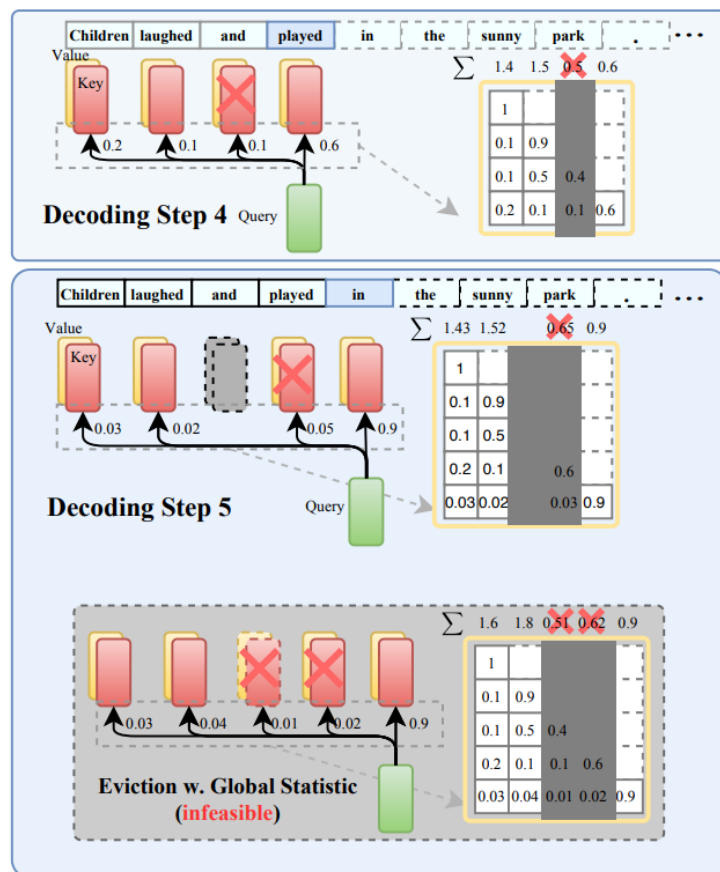 Children laughed and played in the sunny park . ...
Value
Key
∑ 1.4 1.5 0.5 0.6
0.2 0.1 0.1 0.6
1
0.1 0.9
0.1 0.5 0.4
0.2 0.1 0.1 0.6
Decoding Step 4
Query
Children laughed and played in the sunny park . ...
Value
Key
∑ 1.43 1.52 0.65 0.9
0.03 0.02 0.05 0.9
1
0.1 0.9
0.1 0.5
0.2 0.1 0.6
0.03 0.02 0.03 0.9
Decoding Step 5
Query
∑ 1.6 1.8 0.51 0.62 0.9
0.03 0.04 0.01 0.02 0.9
1
0.1 0.9
0.1 0.5 0.4
0.2 0.1 0.1 0.6
0.03 0.04 0.01 0.02 0.9
Eviction w. Global Statistic
(infeasible)